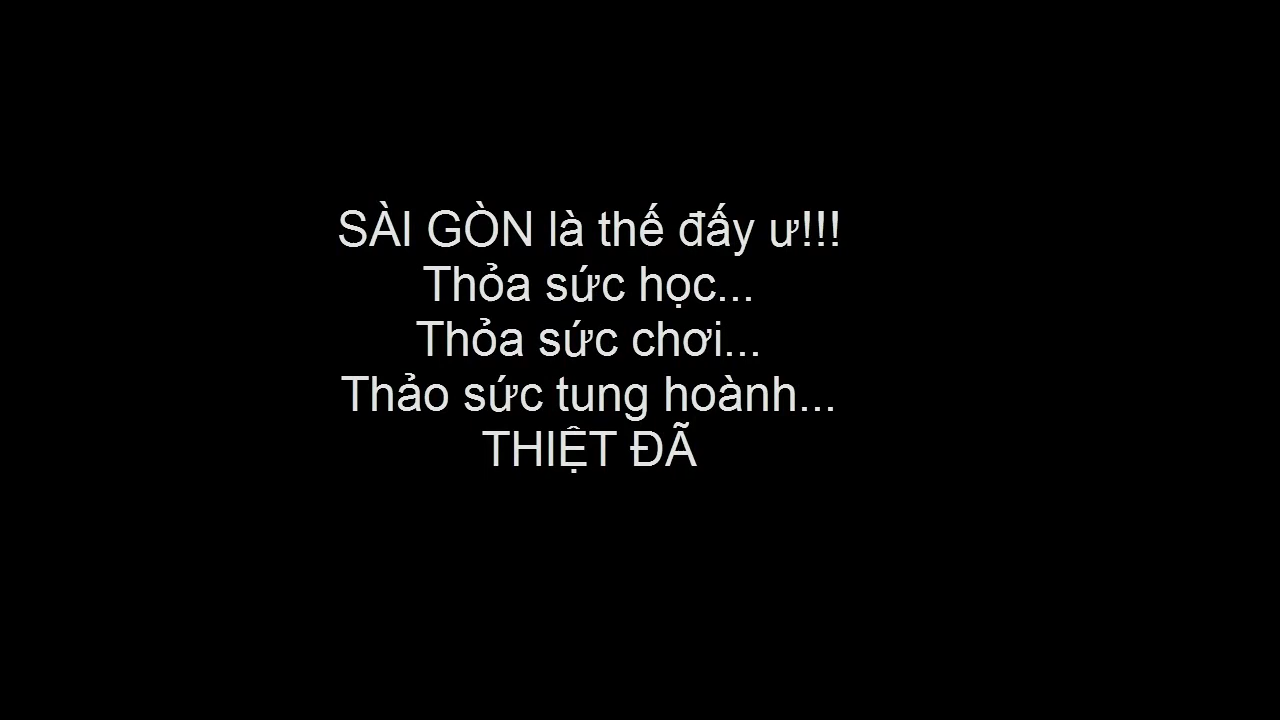 SÀI GÒN là thế đấy ư!!!
Thỏa sức học...
Thỏa sức chơi...
Thảo sức tung hoành...
THIỆT ĐÃ